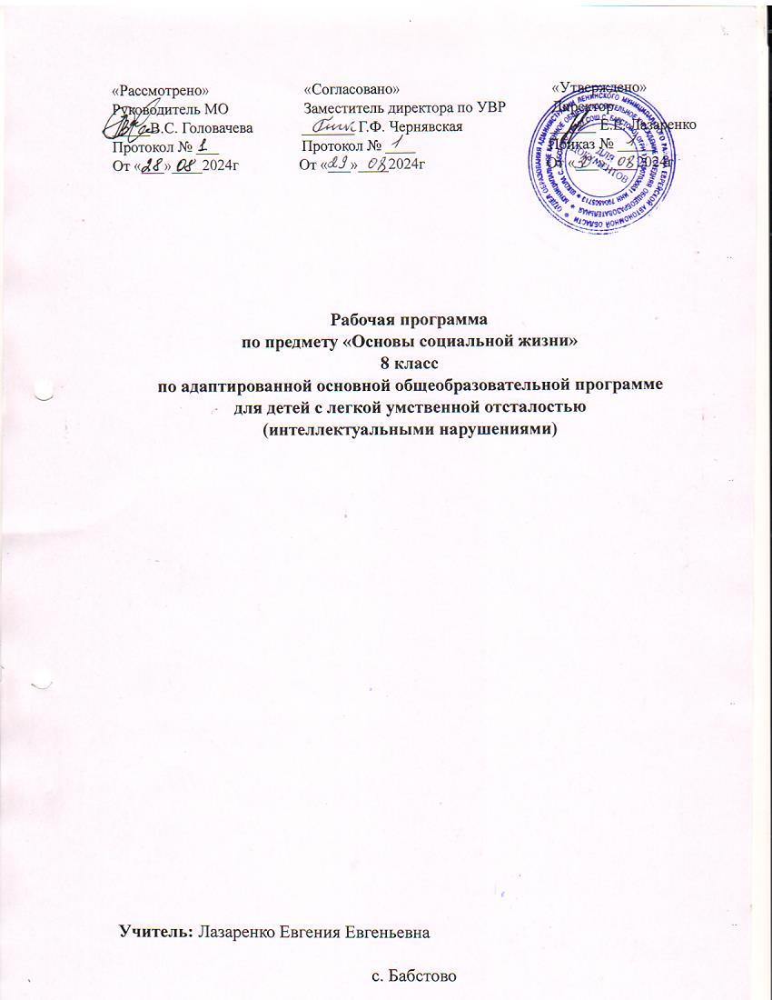 «Рассмотрено»
Руководитель МО
В.С. Головачева
Протокол № 1
От «28» 08 2024г
«Согласовано»
Заместитель директора по УВР
Г.Ф. Чернявская
Протокол № 1
От «29» 08 2024г
«Утверждено»
Директор
Е.Е. Лазаренко
Приказ № 1
От « » 08 2024г
ДЛЯ
ДОКУМЕНТОВ
Рабочая программа
по предмету «Основы социальной жизни»
8 класс
по адаптированной основной общеобразовательной программе
для детей с легкой умственной отсталостью
(интеллектуальными нарушениями)
Учитель: Лазаренко Евгения Евгеньевна
с. Бабстово